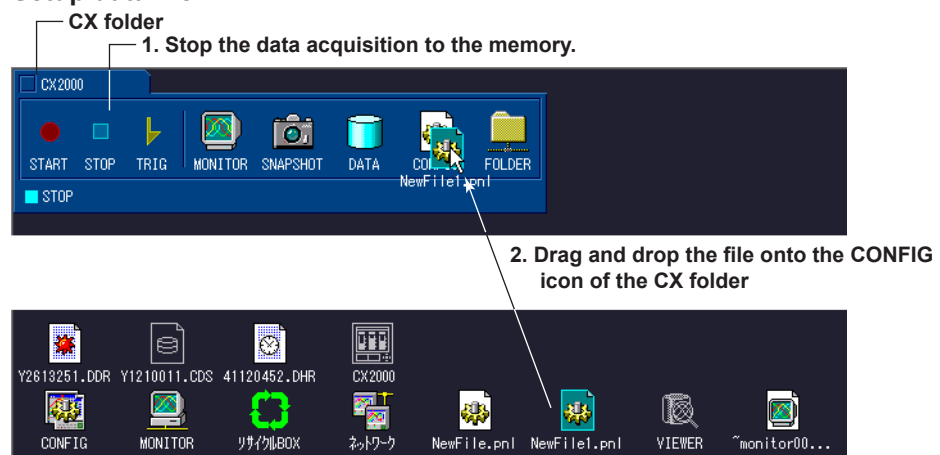 CX folder
1. Stop the data acquisition to the memory.
CX2000
START STOP TRIG MONITOR SNAPSHOT DATA FOLDER
NewFile1.pnl
STOP
2. Drag and drop the file onto the CONFIG
icon of the CX folder
Y2613251.DDR Y1210011.CDS 41120452.DHR CX2000
CONFIG MONITOR リサイクルBOX ネットワーク NewFile.pnl NewFile1.pnl VIEWER ~monitor00...